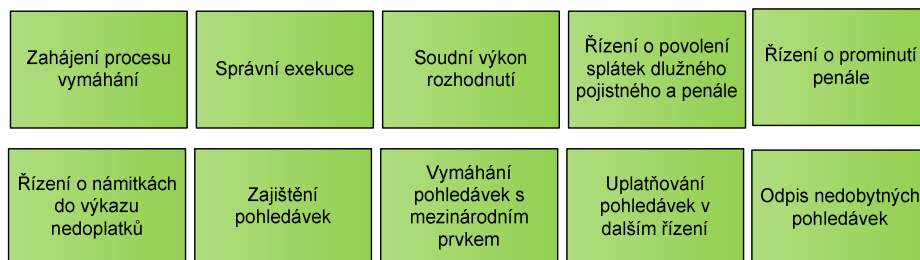 Zahájení procesu
vymáhání
Správní exekuce
Soudní výkon
rozhodnutí
Řízení o povolení
splátek dlužného
pojistného a penále
Řízení o prominutí
penále
Řízení o námitkách
do výkazu
nedoplatků
Zajištění
pohledávek
Vymáhání
pohledávek s
mezinárodním
prvkem
Uplatňování
pohledávek v
dalším řízení
Odpis nedobytných
pohledávek